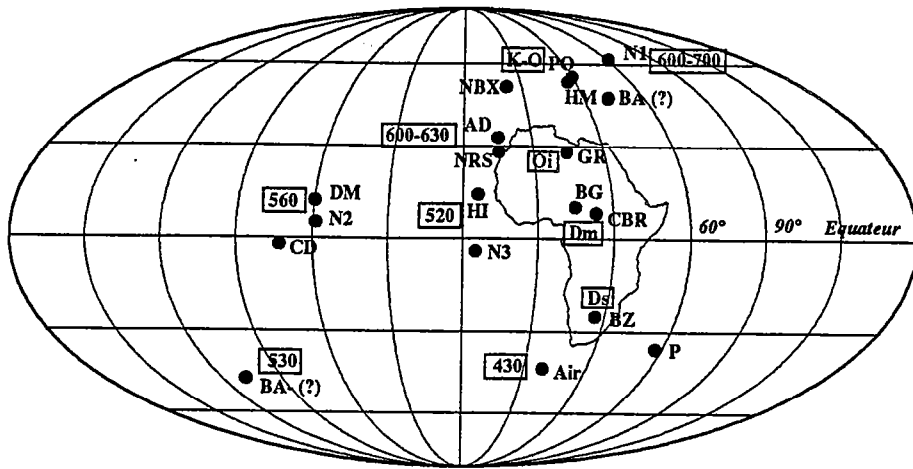 K-O PO N1 600-700
NBX HM BA (?)
600-630 AD
NRS Oi GR
560 DM BG
520 HI CBR
N2 Dm 60° 90° Equateur
CD N3
Ds
BZ
530 430 Air P
BA- (?)